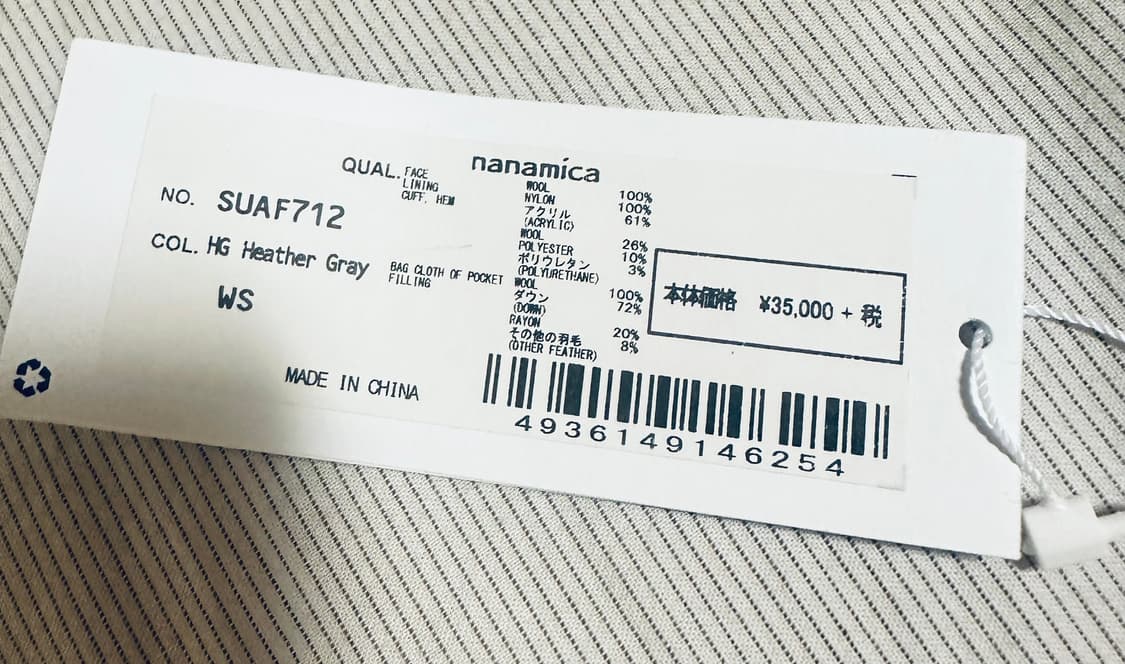 nanamica
QUAL. FACE WOOL 100%
LINING NYLON 100%
CUFF. HEM アクリル 61%
(ACRYLIC)
WOOL 26%
POLYESTER 10%
ポリウレタン 3%
(POLYURETHANE)
BAG CLOTH OF POCKET WOOL 100%
FILLING ダウン 72%
(DOWN)
RAYON 20%
その他の羽毛 8%
(OTHER FEATHER)
NO. SUAF712
COL. HG Heather Gray
WS
MADE IN CHINA
本体価格 ¥35,000 + 税
4936149146254